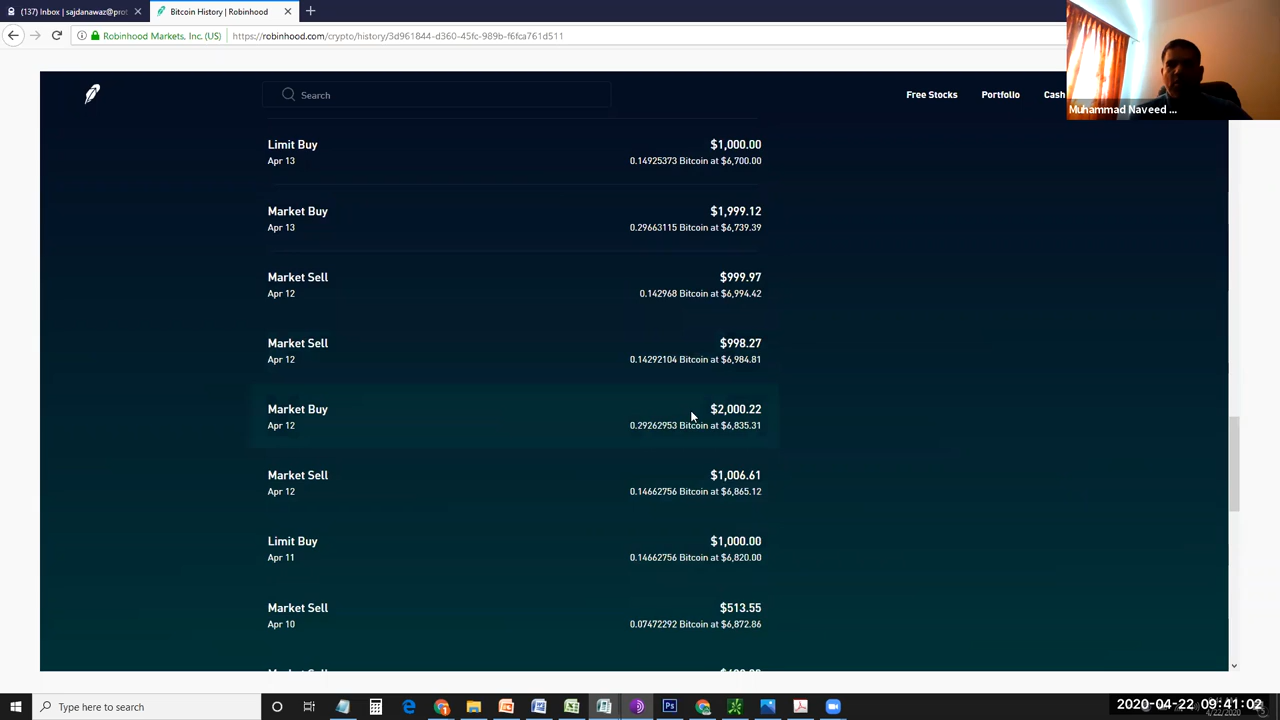 (137) Inbox | sajdanawaz@prot
Bitcoin History | Robinhood
Robinhood Markets, Inc. (US)
https://robinhood.com/crypto/history/3d961844-d360-45fc-989b-f6fca761d511
Muhammad Naveed ...
Search
Free Stocks
Portfolio
Cash
Limit Buy
$1,000.00
Apr 13
0.14925373 Bitcoin at $6,700.00
Market Buy
$1,999.12
Apr 13
0.29663115 Bitcoin at $6,739.39
Market Sell
$999.97
Apr 12
0.142968 Bitcoin at $6,994.42
Market Sell
$998.27
Apr 12
0.14292104 Bitcoin at $6,984.81
Market Buy
$2,000.22
Apr 12
0.29262953 Bitcoin at $6,835.31
Market Sell
$1,006.61
Apr 12
0.14662756 Bitcoin at $6,865.12
Limit Buy
$1,000.00
Apr 11
0.14662756 Bitcoin at $6,820.00
Market Sell
$513.55
Apr 10
0.07472292 Bitcoin at $6,872.86
Type here to search
2020-04-22 09:41:02